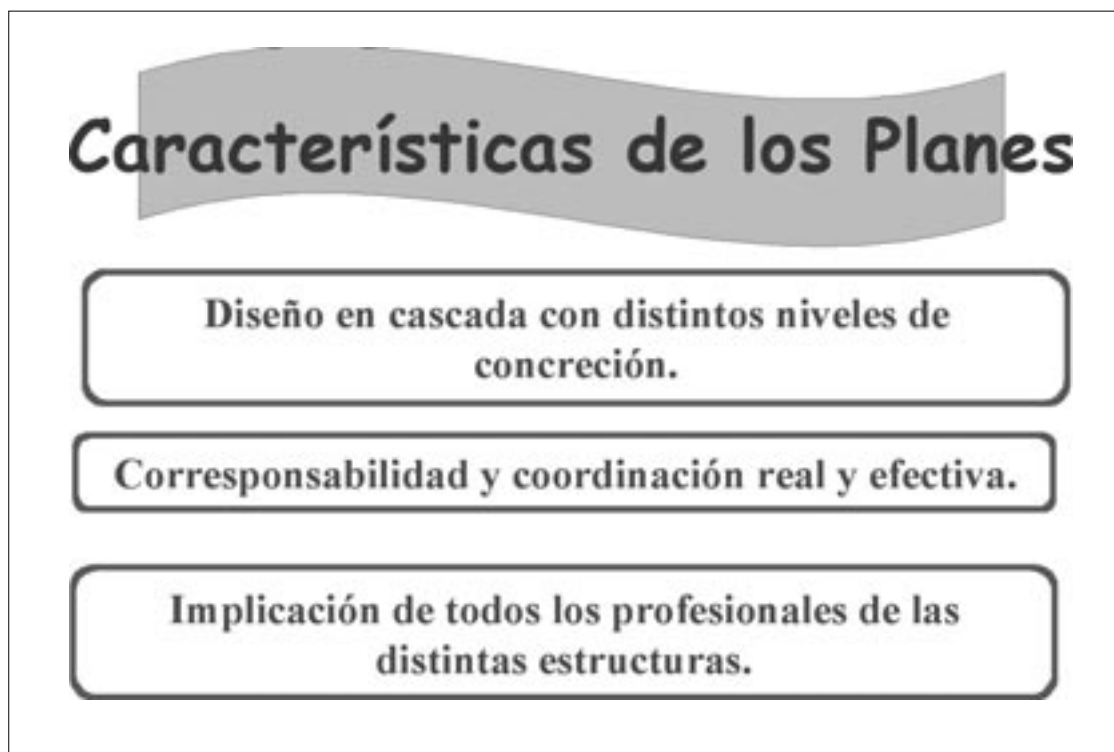 Características de los Planes
Diseño en cascada con distintos niveles de
concreción.
Corresponsabilidad y coordinación real y efectiva.
Implicación de todos los profesionales de las
distintas estructuras.